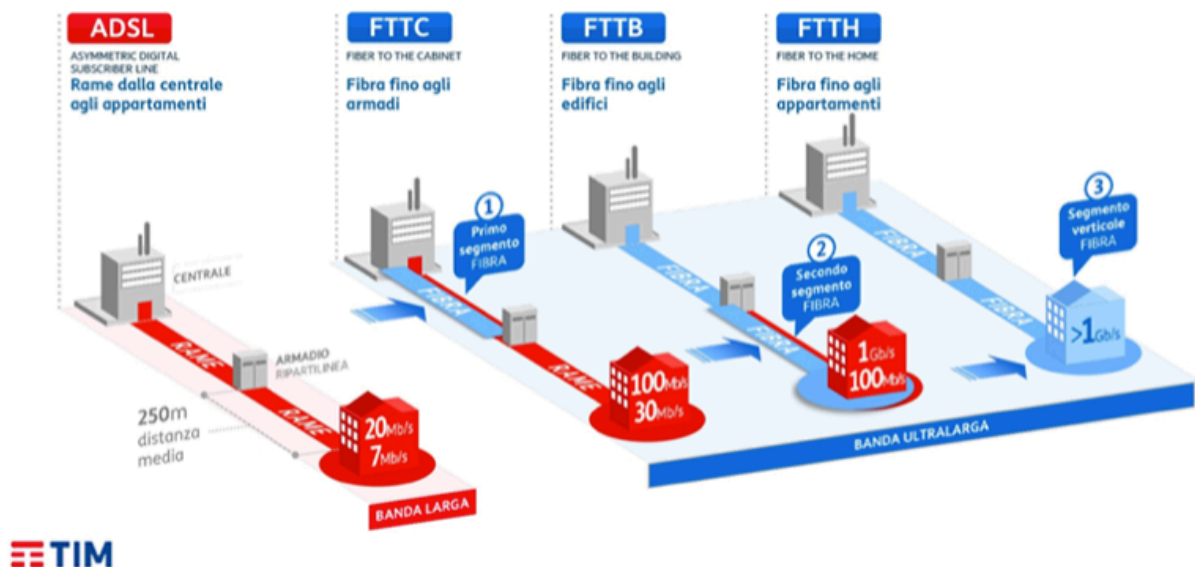 ADSL
ASYMMETRIC DIGITAL
SUBSCRIBER LINE
Rame dalla centrale
agli appartamenti
FTTC
FIBER TO THE CABINET
Fibra fino agli
armadi
FTTB
FIBER TO THE BUILDING
Fibra fino agli
edifici
FTTH
FIBER TO THE HOME
Fibra fino agli
appartamenti
CENTRALE
RAME
ARMADIO
RIPARTILINEA
RAME
250m
distanza
media
20Mb/s
7Mb/s
BANDA LARGA
1
Primo
segmento
FIBRA
FIBRA
RAME
100Mb/s
30Mb/s
FIBRA
2
Secondo
segmento
FIBRA
FIBRA
1Gb/s
100Mb/s
FIBRA
3
Segmento
verticale
FIBRA
FIBRA
>1Gb/s
BANDA ULTRALARGA
TIM